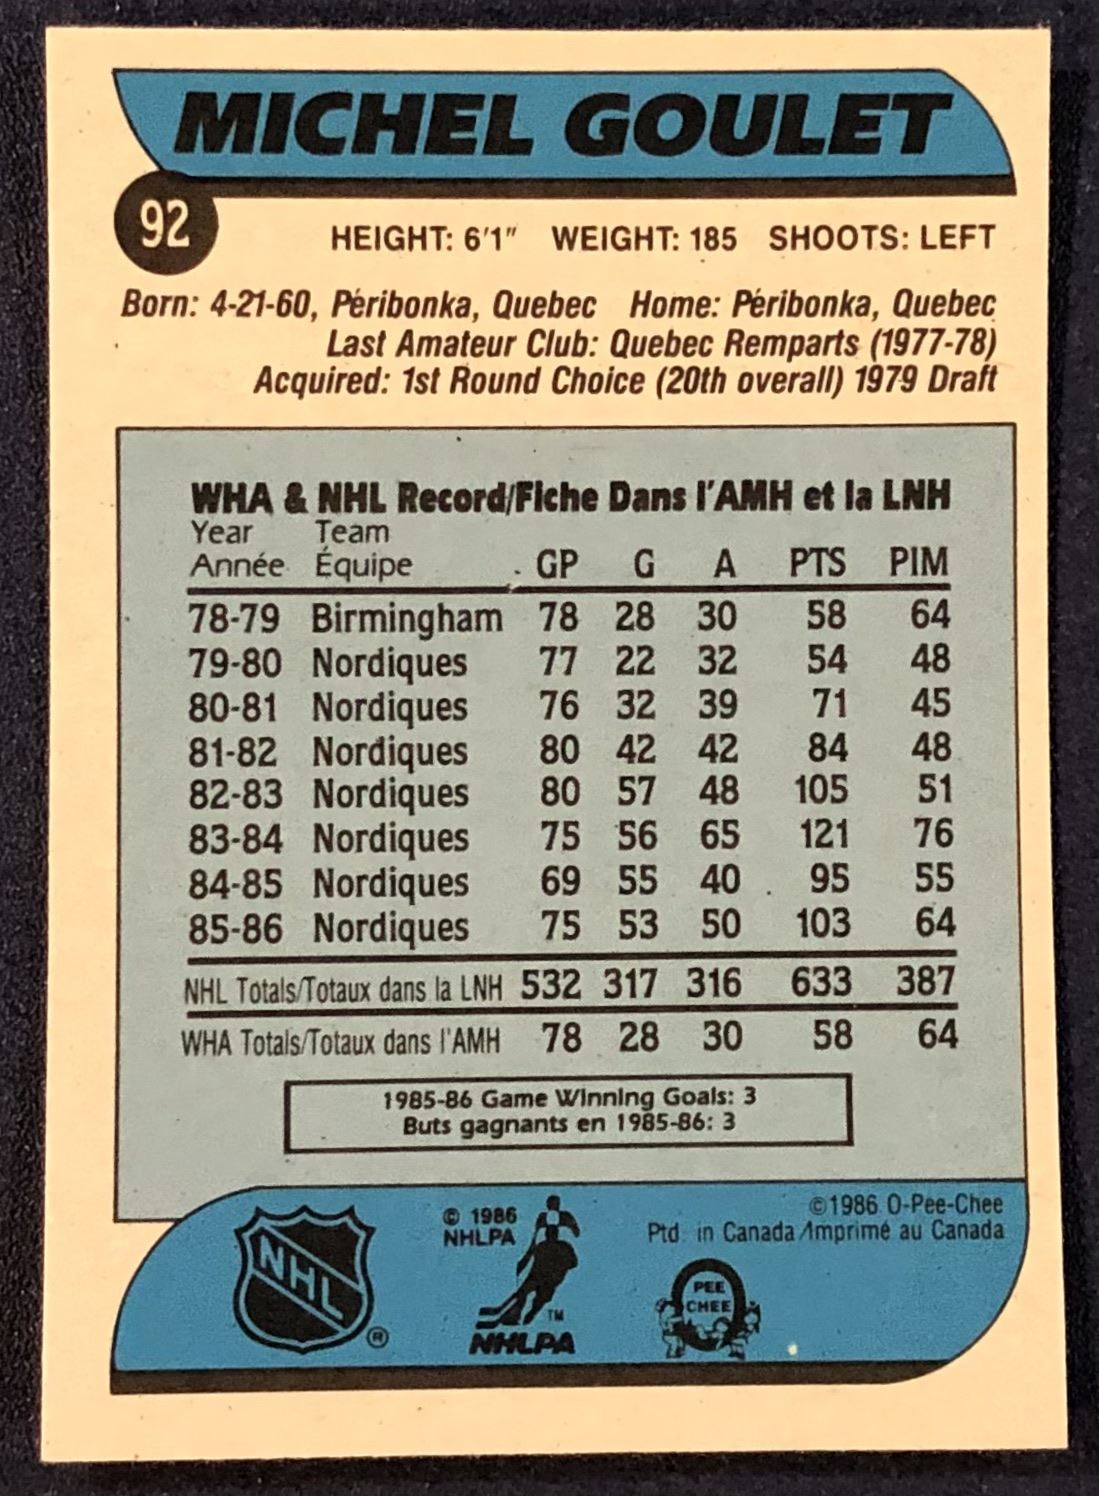 MICHEL GOULET
92
HEIGHT: 6'1" WEIGHT: 185 SHOOTS: LEFT
Born: 4-21-60, Péribonka, Quebec Home: Péribonka, Quebec
Last Amateur Club: Quebec Remparts (1977-78)
Acquired: 1st Round Choice (20th overall) 1979 Draft
WHA & NHL Record/Fiche Dans l'AMH et la LNH
Year Team
Année Équipe GP G A PTS PIM
78-79 Birmingham 78 28 30 58 64
79-80 Nordiques 77 22 32 54 48
80-81 Nordiques 76 32 39 71 45
81-82 Nordiques 80 42 42 84 48
82-83 Nordiques 80 57 48 105 51
83-84 Nordiques 75 56 65 121 76
84-85 Nordiques 69 55 40 95 55
85-86 Nordiques 75 53 50 103 64
NHL Totals/Totaux dans la LNH 532 317 316 633 387
WHA Totals/Totaux dans l'AMH 78 28 30 58 64
1985-86 Game Winning Goals: 3
Buts gagnants en 1985-86: 3
NHL ®
© 1986
NHLPA
TM
NHLPA
©1986 O-Pee-Chee
Ptd. in Canada/Imprimé au Canada
PEE
CHEE